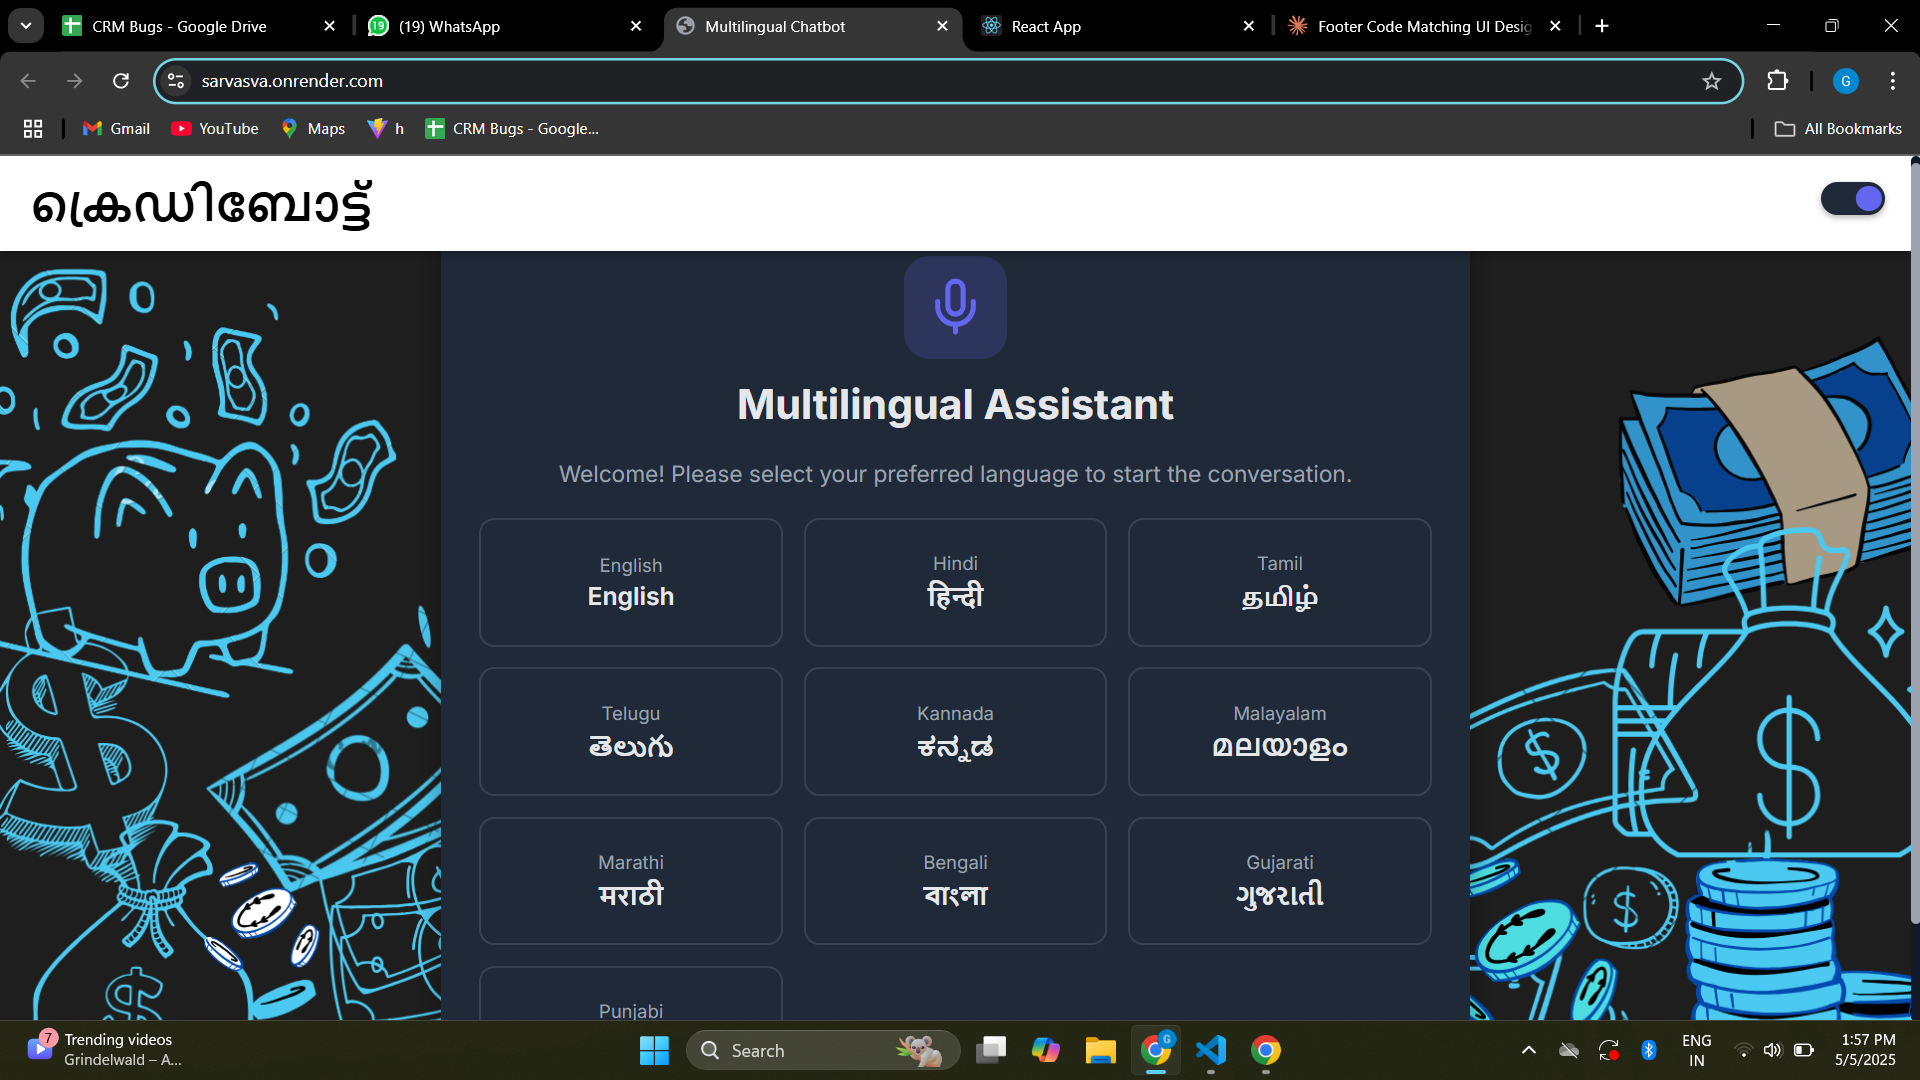 CRM Bugs - Google Drive
(19) WhatsApp
Multilingual Chatbot
React App
Footer Code Matching UI Desig
sarvasva.onrender.com
G
Gmail
YouTube
Maps
h
CRM Bugs - Google...
All Bookmarks
ക്രെഡിബോട്ട്
Multilingual Assistant
Welcome! Please select your preferred language to start the conversation.
English
English
Hindi
हिन्दी
Tamil
தமிழ்
Telugu
తెలుగు
Kannada
ಕನ್ನಡ
Malayalam
മലയാളം
Marathi
मराठी
Bengali
বাংলা
Gujarati
ગુજરાતી
Punjabi
7
Trending videos
Grindelwald – A...
Search
G
ENG
IN
1:57 PM
5/5/2025